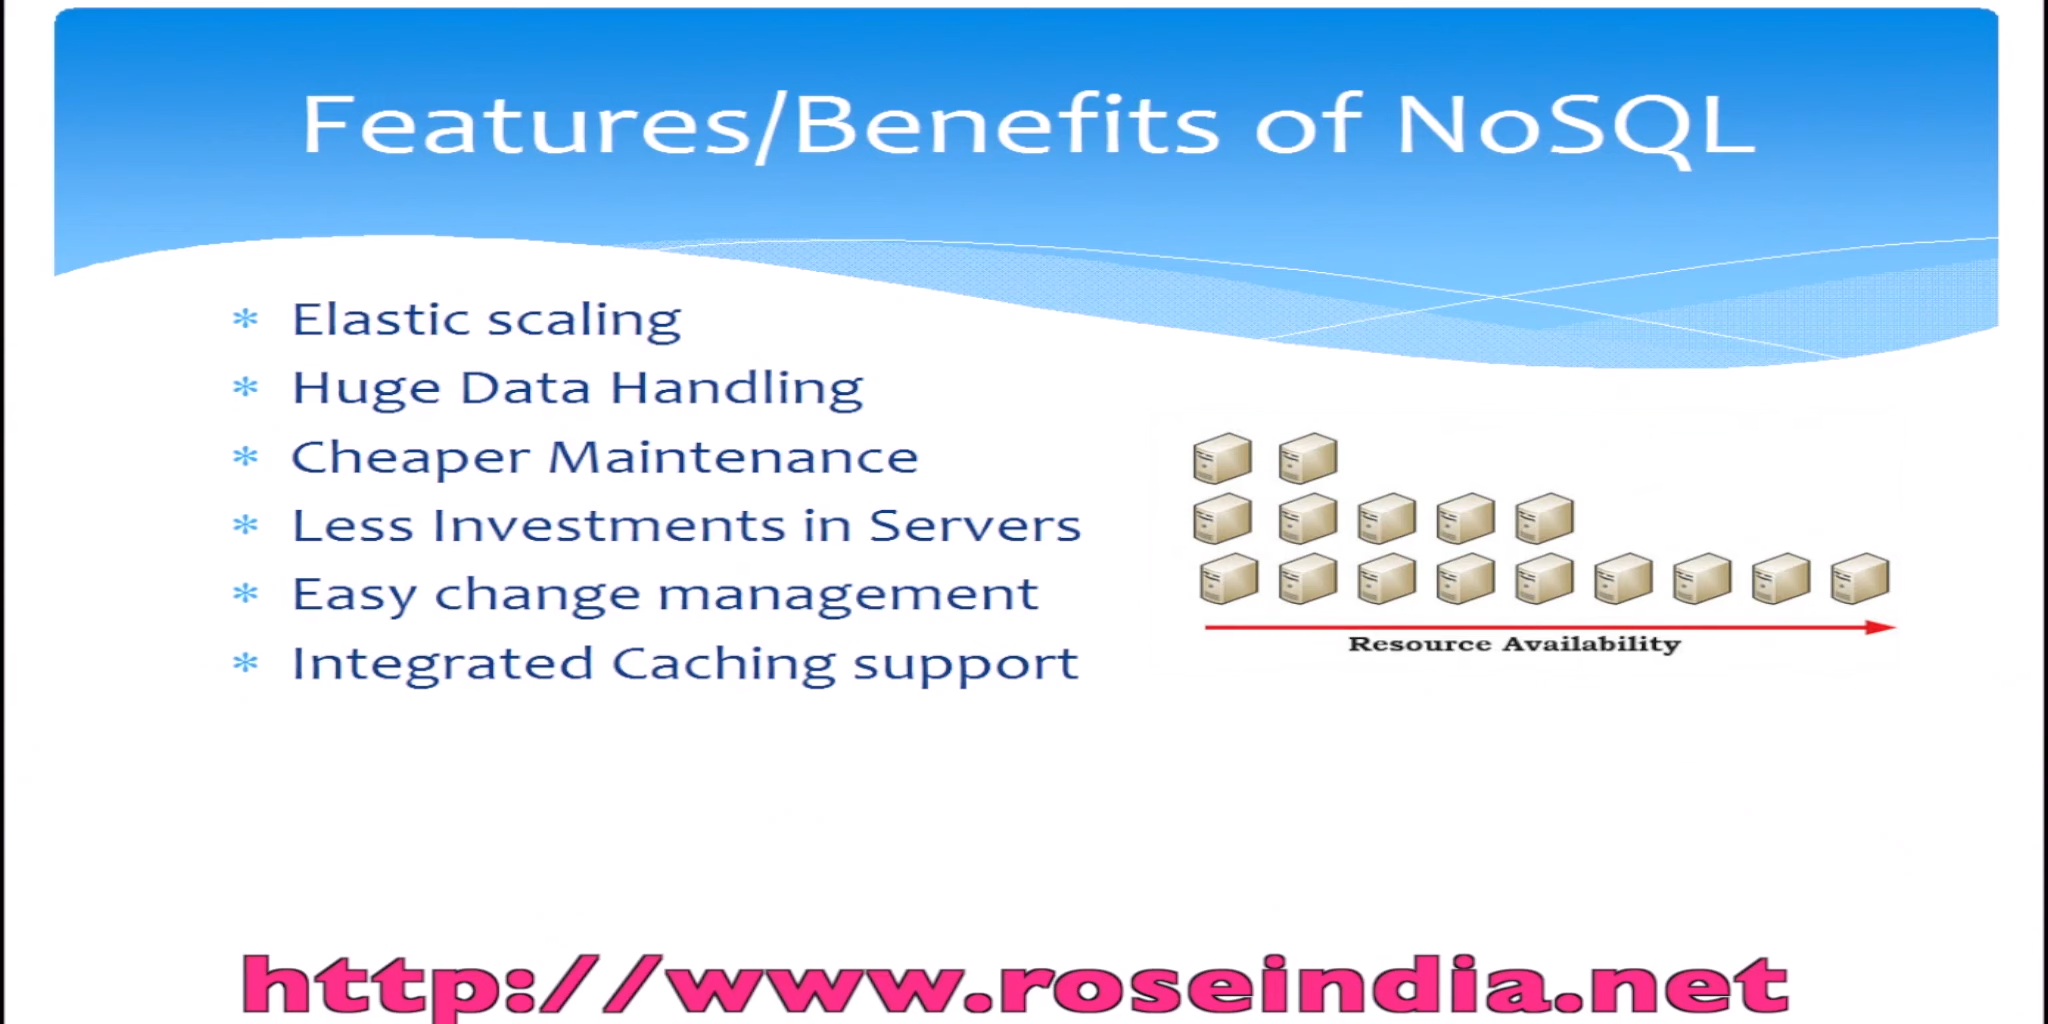 Features/Benefits of NoSQL
* Elastic scaling
* Huge Data Handling
* Cheaper Maintenance
* Less Investments in Servers
* Easy change management
* Integrated Caching support
Resource Availability
http://www.roseindia.net